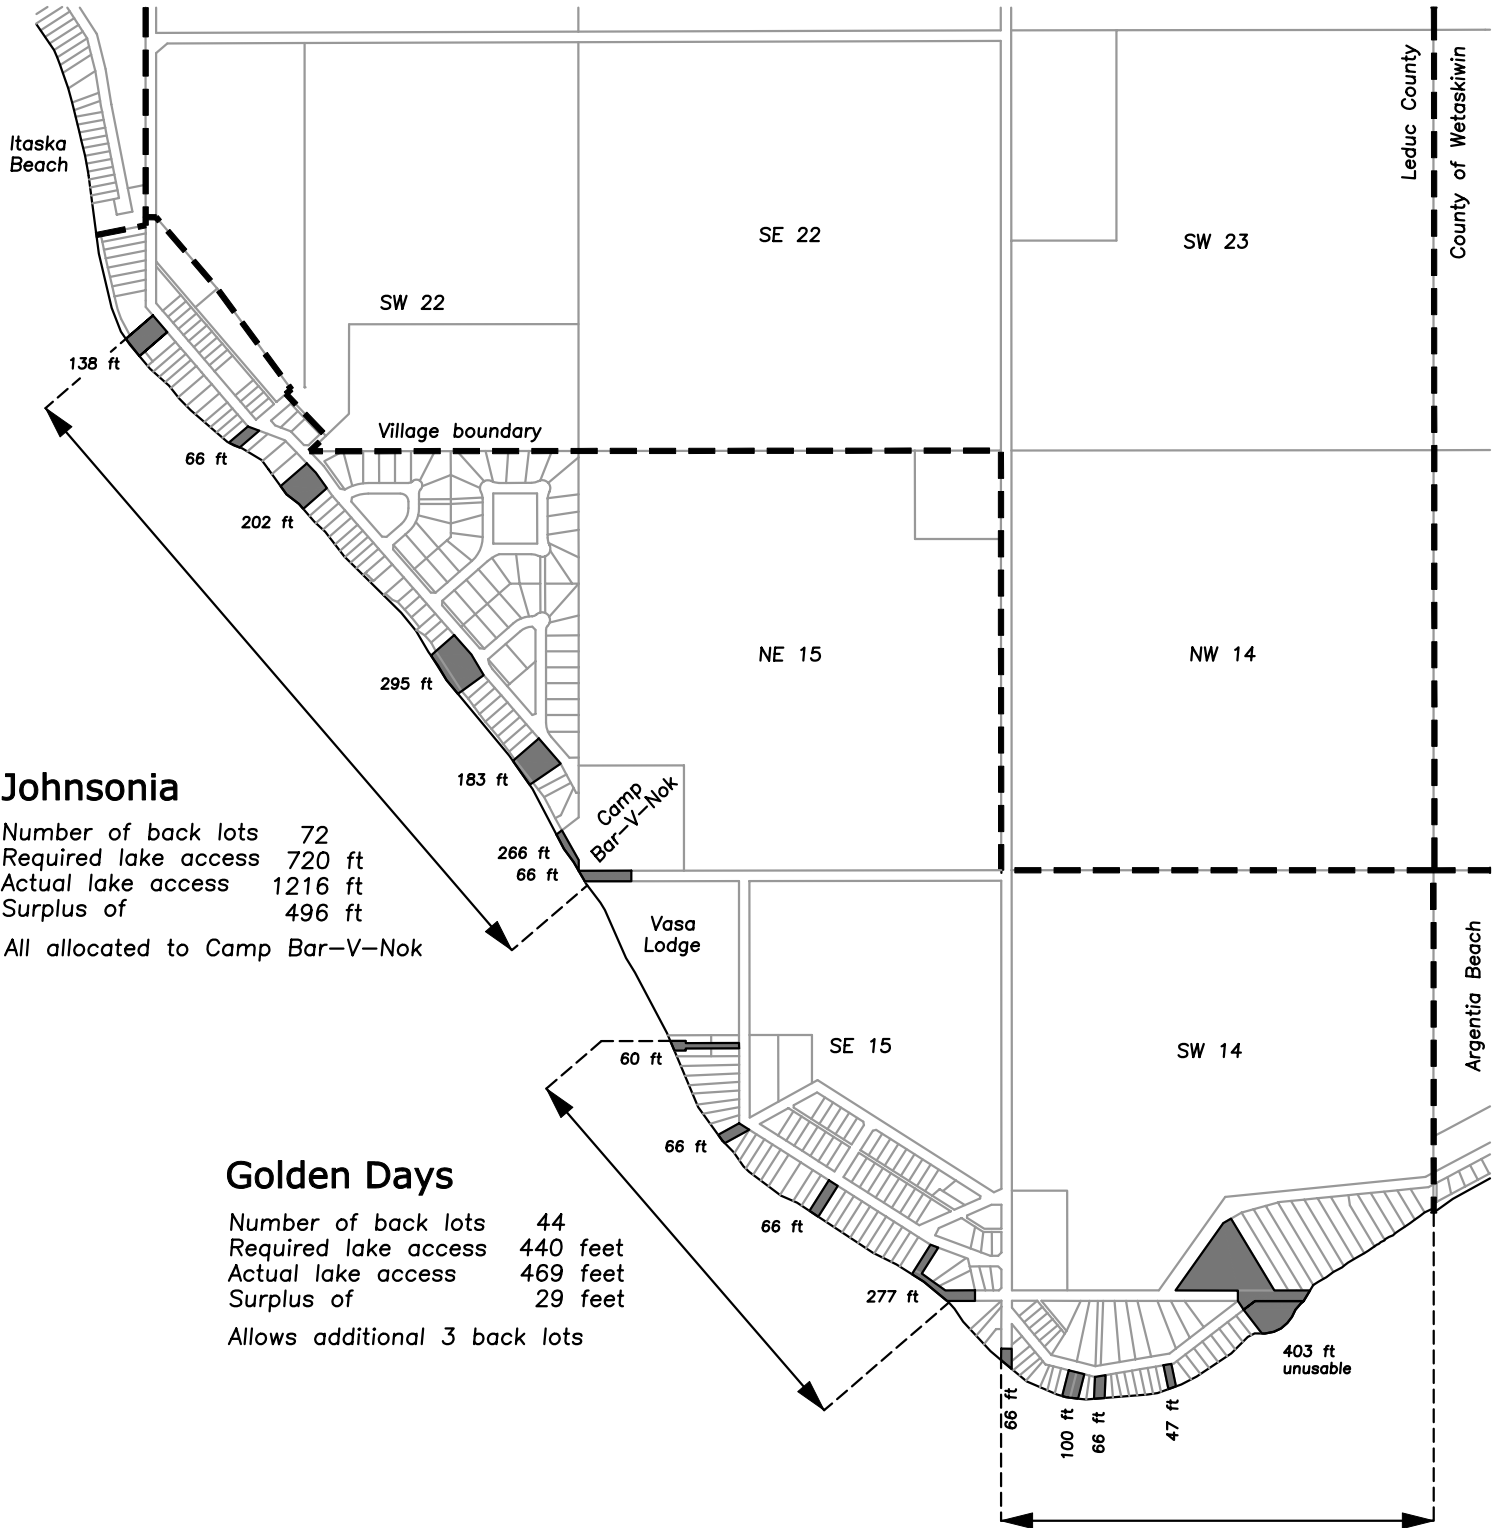 Itaska
Beach
Leduc County
County of Wetaskiwin
SE 22
SW 23
SW 22
138 ft
Village boundary
66 ft
202 ft
NE 15
NW 14
295 ft
183 ft
Camp
Bar-V-Nok
266 ft
66 ft
Johnsonia
Number of back lots 72
Required lake access 720 ft
Actual lake access 1216 ft
Surplus of 496 ft
All allocated to Camp Bar-V-Nok
Vasa
Lodge
Argentia Beach
60 ft
SE 15
SW 14
66 ft
Golden Days
Number of back lots 44
Required lake access 440 feet
Actual lake access 469 feet
Surplus of 29 feet
Allows additional 3 back lots
66 ft
277 ft
403 ft
unusable
66 ft
100 ft
66 ft
47 ft